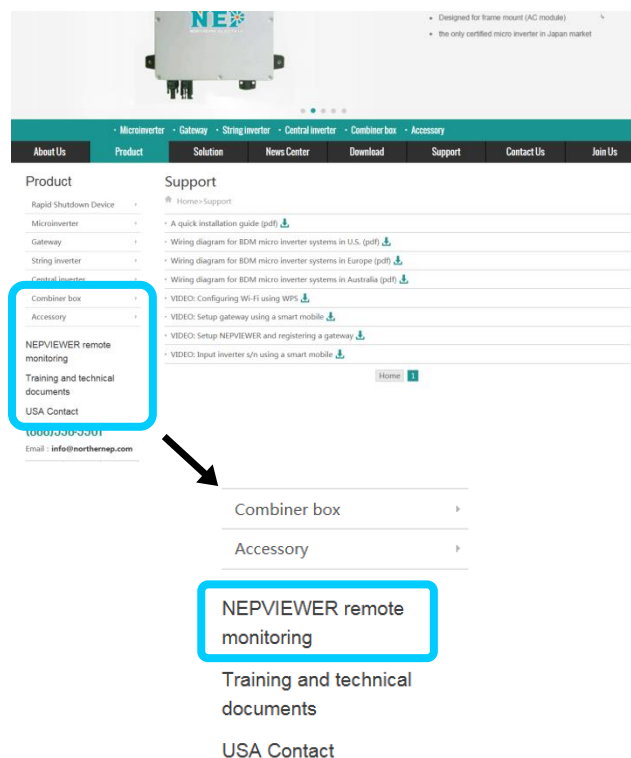 NEP
• Designed for frame mount (AC module)
• the only certified micro inverter in Japan market
· Microinverter · Gateway · String inverter · Central inverter · Combiner box · Accessory
About Us Product Solution News Center Download Support Contact Us Join Us
Product
Rapid Shutdown Device
Microinverter
Gateway
String inverter
Central inverter
Combiner box
Accessory
NEPVIEWER remote
monitoring
Training and technical
documents
USA Contact
Email : info@northernep.com
Support
Home>Support
· A quick installation guide (pdf)
· Wiring diagram for BDM micro inverter systems in U.S. (pdf)
· Wiring diagram for BDM micro inverter systems in Europe (pdf)
· Wiring diagram for BDM micro inverter systems in Australia (pdf)
· VIDEO: Configuring Wi-Fi using WPS
· VIDEO: Setup gateway using a smart mobile
· VIDEO: Setup NEPVIEWER and registering a gateway
· VIDEO: Input inverter s/n using a smart mobile
Home 1
Combiner box
Accessory
NEPVIEWER remote
monitoring
Training and technical
documents
USA Contact